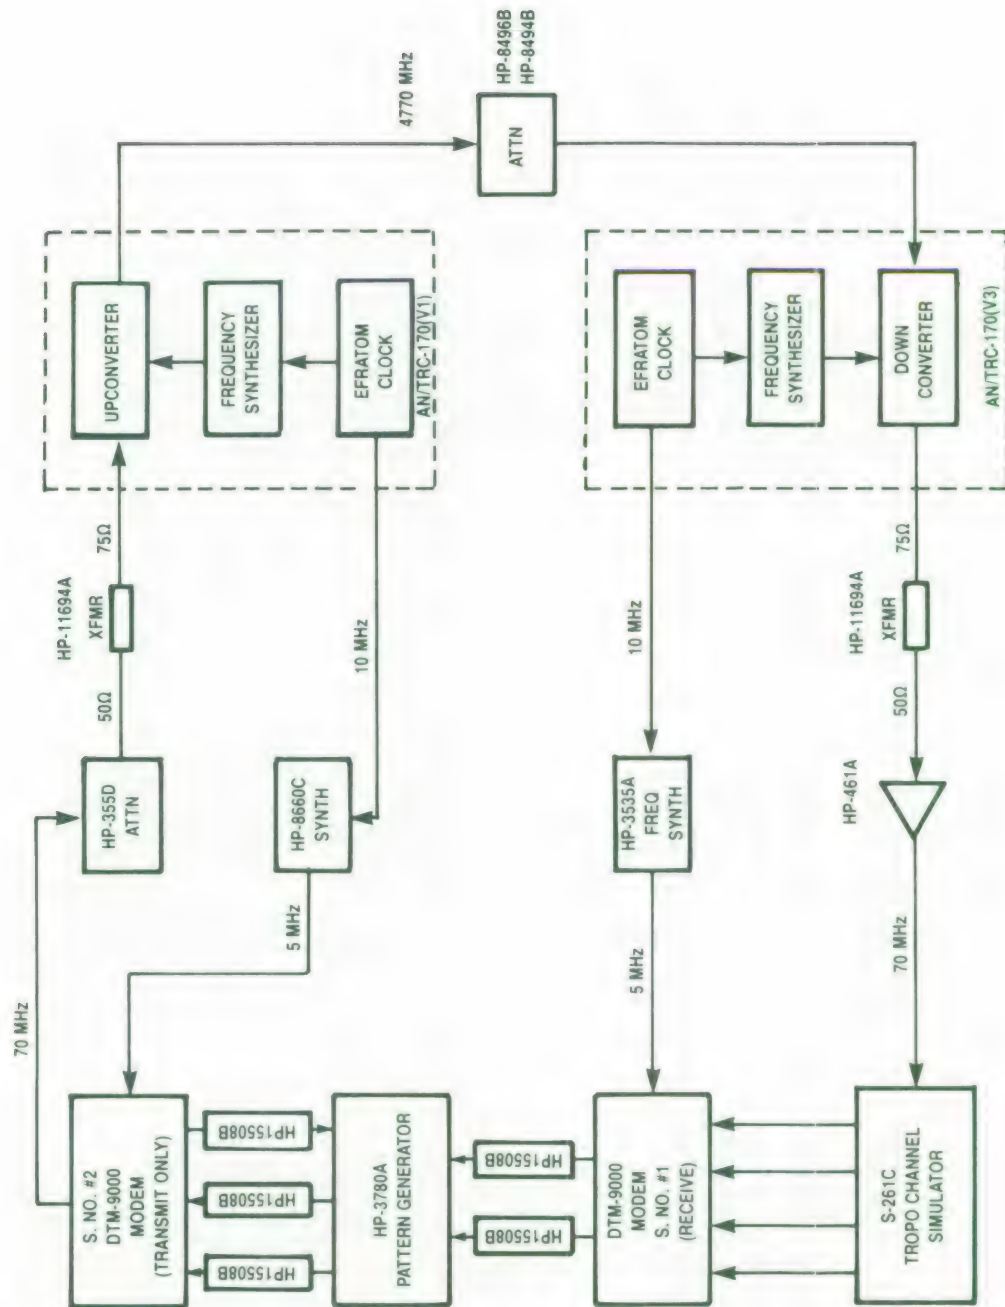 70 MHz
S. NO. #2
DTM-9000
MODEM
(TRANSMIT ONLY)
HP-355D
ATTN
50Ω
HP-11694A
XFMR
75Ω
UPCONVERTER
FREQUENCY
SYNTHESIZER
EFRATOM
CLOCK
AN/TRC-170(V1)
4770 MHz
ATTN
HP-8496B
HP-8494B
5 MHz
HP-8660C
SYNTH
10 MHz
HP15508B
HP15508B
HP15508B
HP-3780A
PATTERN GENERATOR
HP15508B
HP15508B
DTM-9000
MODEM
S. NO. #1
(RECEIVE)
5 MHz
HP-3535A
FREQ
SYNTH
10 MHz
EFRATOM
CLOCK
FREQUENCY
SYNTHESIZER
DOWN
CONVERTER
AN/TRC-170(V3)
75Ω
HP-11694A
XFMR
50Ω
HP-461A
70 MHz
S-261C
TROPO CHANNEL
SIMULATOR